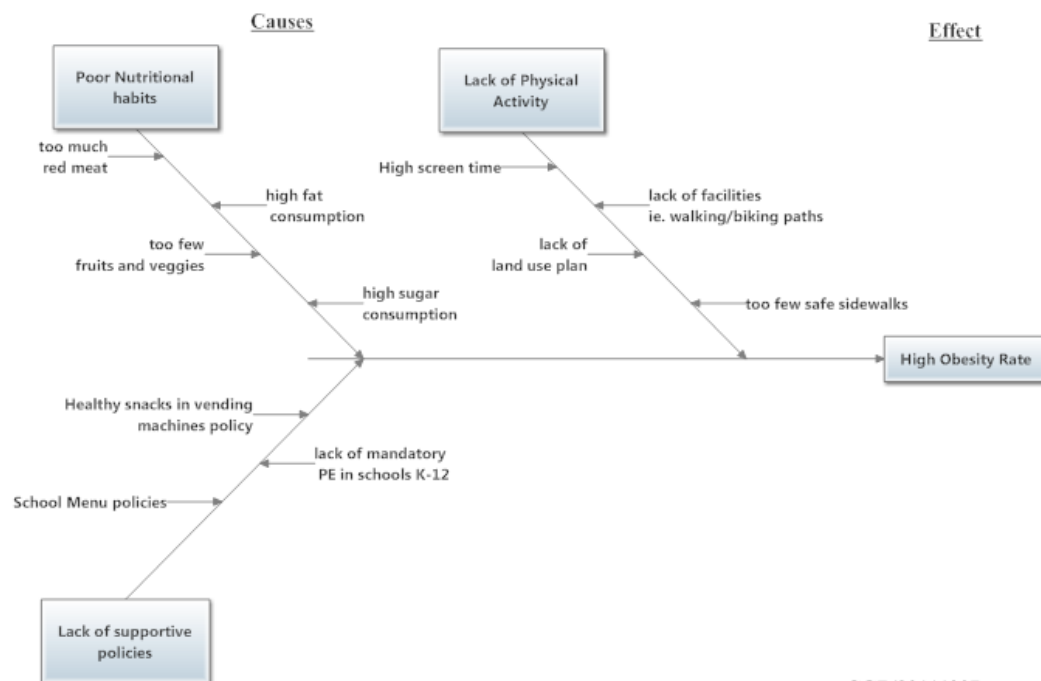 Causes
Effect
Poor Nutritional
habits
Lack of Physical
Activity
too much
red meat
High screen time
high fat
consumption
lack of facilities
ie. walking/biking paths
too few
fruits and veggies
lack of
land use plan
high sugar
consumption
too few safe sidewalks
High Obesity Rate
Healthy snacks in vending
machines policy
lack of mandatory
PE in schools K-12
School Menu policies
Lack of supportive
policies